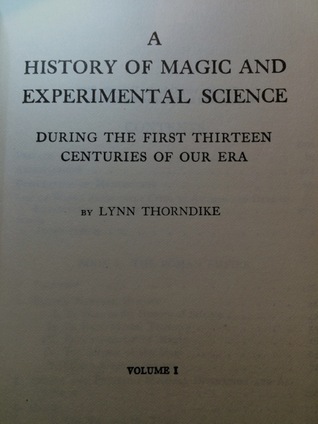 A
HISTORY OF MAGIC AND
EXPERIMENTAL SCIENCE
DURING THE FIRST THIRTEEN
CENTURIES OF OUR ERA
BY LYNN THORNDIKE
VOLUME I